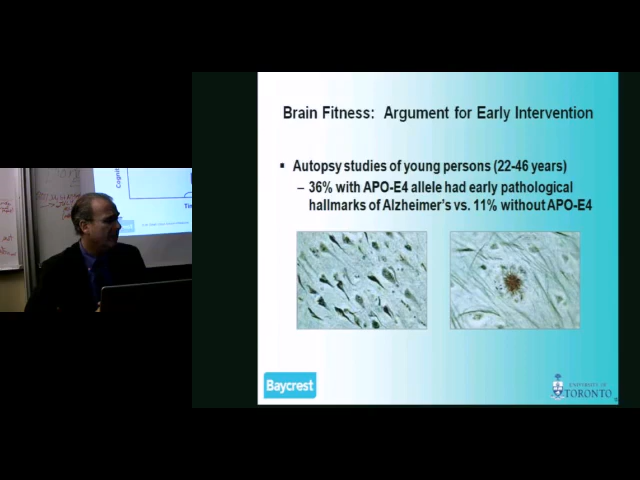 Brain Fitness: Argument for Early Intervention
▪ Autopsy studies of young persons (22-46 years)
– 36% with APO-E4 allele had early pathological
hallmarks of Alzheimer's vs. 11% without APO-E4
Baycrest
UNIVERSITY OF
TORONTO